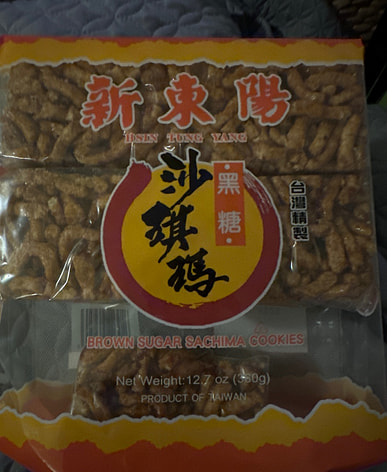 新東陽
HSIN TUNG YANG
黑糖
沙琪瑪
台灣精製
BROWN SUGAR SACHIMA COOKIES
Net Weight:12.7 oz (360g)
PRODUCT OF TAIWAN